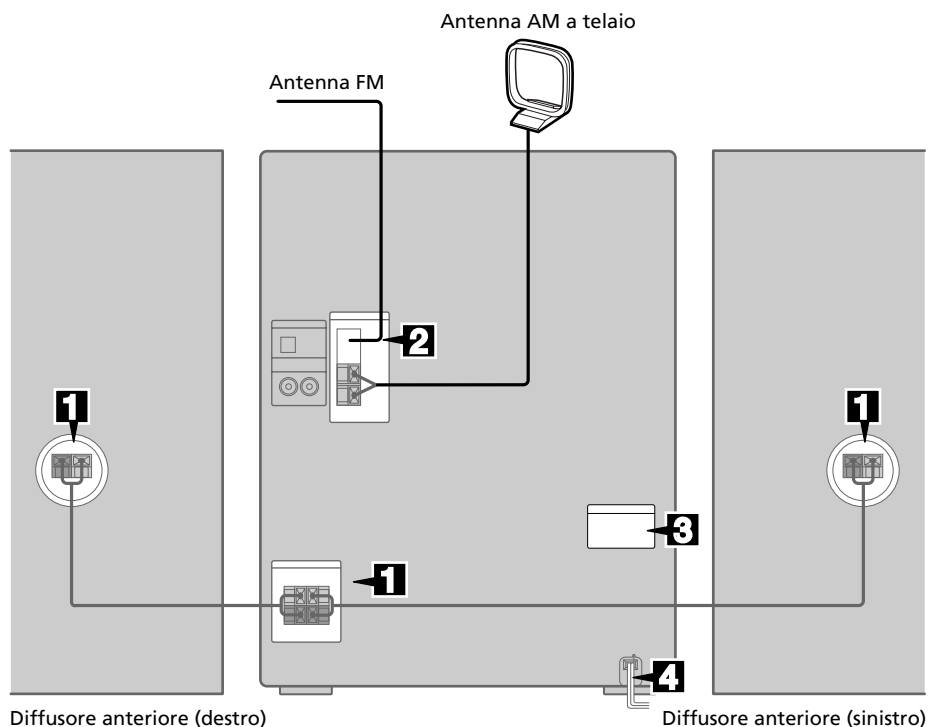 Antenna AM a telaio
Antenna FM
2
1
1
3
1
4
Diffusore anteriore (destro)
Diffusore anteriore (sinistro)